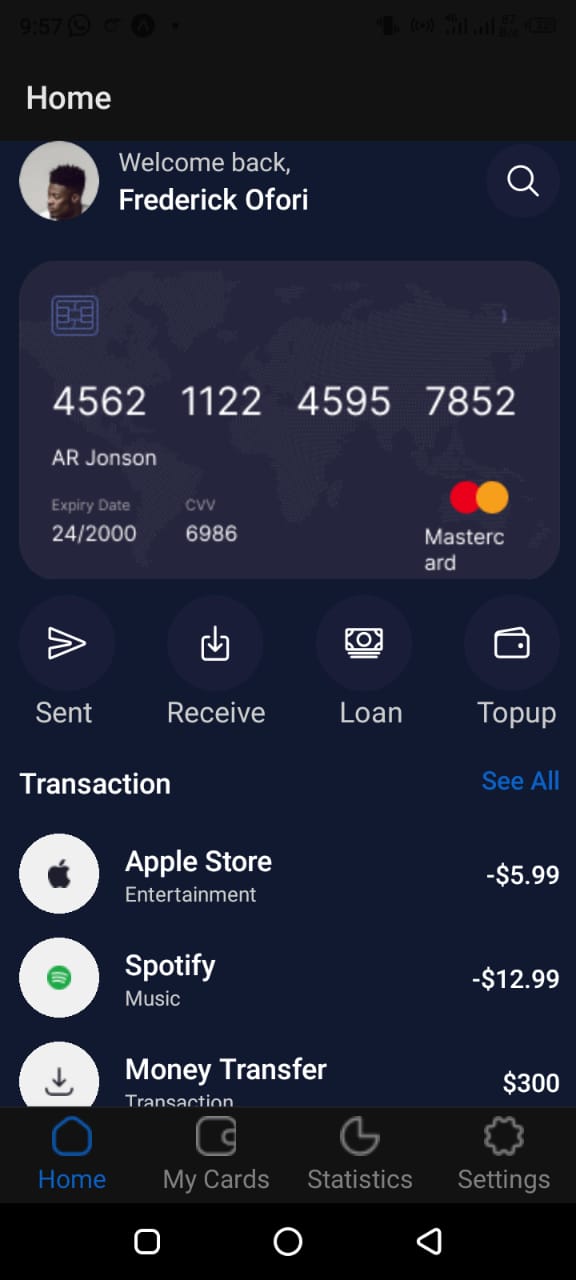 9:57
Home
Welcome back,
Frederick Ofori
4562 1122 4595 7852
AR Jonson
Expiry Date CVV
24/2000 6986
Masterc
ard
Sent Receive Loan Topup
Transaction See All
Apple Store
Entertainment
-$5.99
Spotify
Music
-$12.99
Money Transfer
Transaction
$300
Home My Cards Statistics Settings